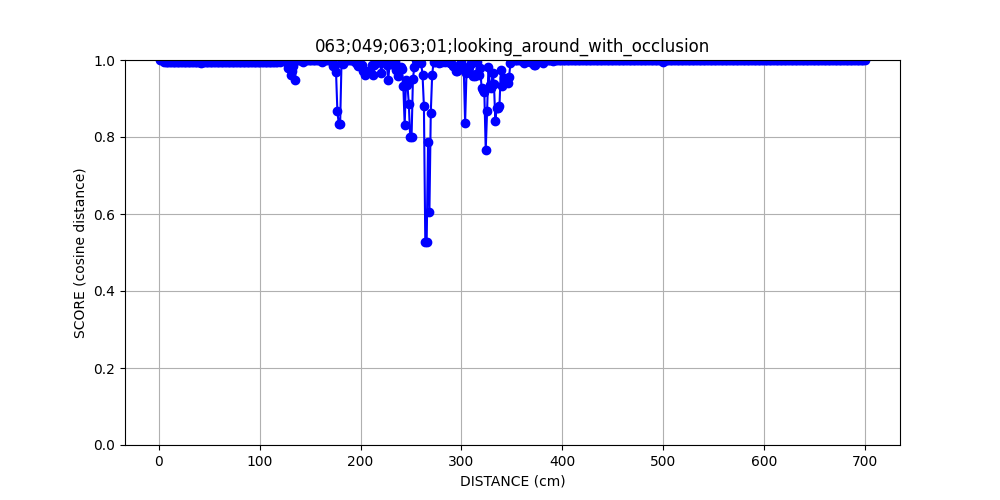 063;049;063;01;looking_around_with_occlusion
1.0
0.8
0.6
0.4
0.2
0.0
SCORE (cosine distance)
0 100 200 300 400 500 600 700
DISTANCE (cm)